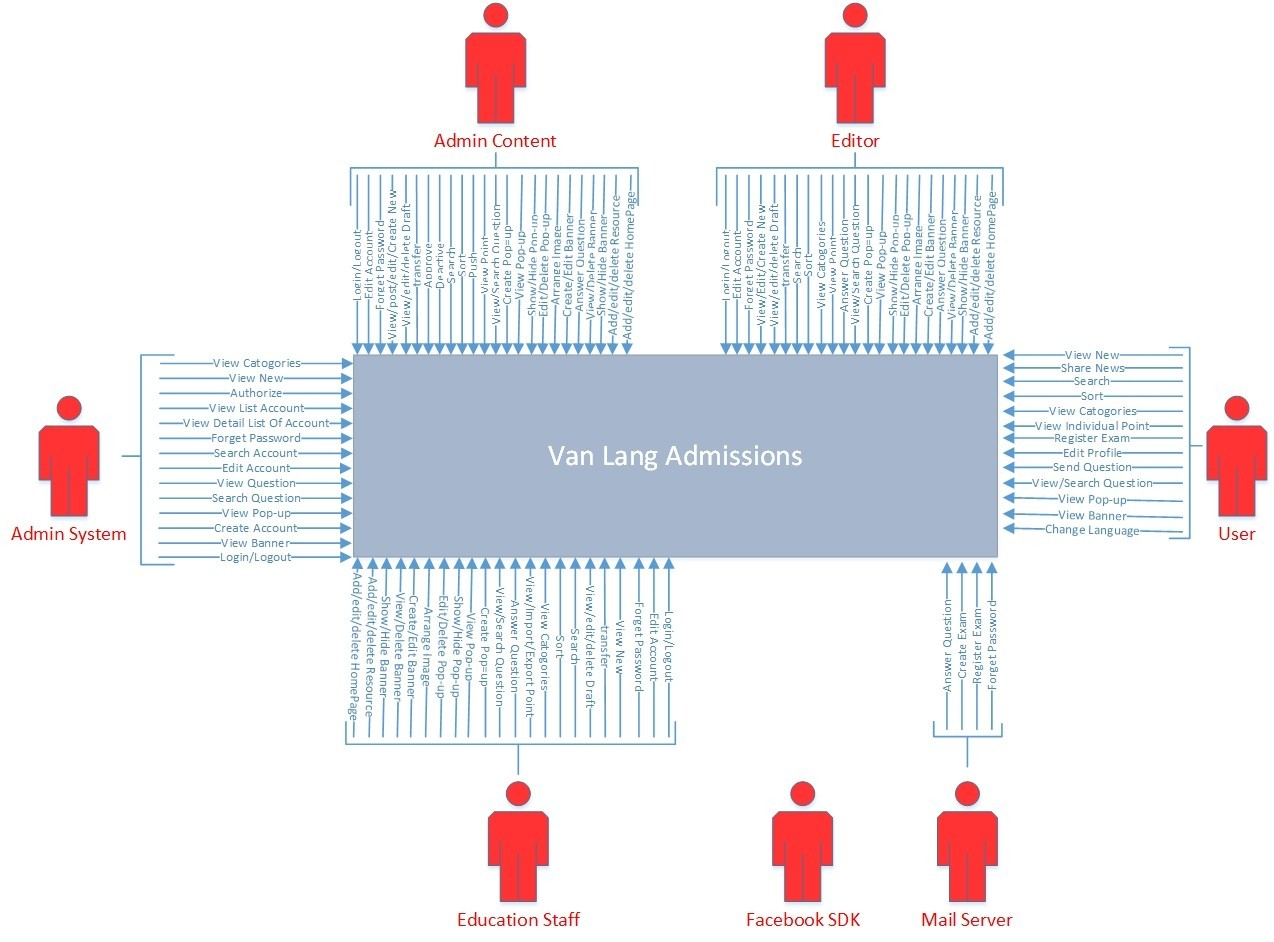 Admin Content
Editor
Login/Logout
Edit Account
Forget Password
View/post/edit/Create New
View/edit/delete Draft
transfer
Approve
Deactive
Search
Sort
Push
View Point
View/Search Question
Create Pop=up
View Pop-up
Show/Hide Pop-up
Edit/Delete Pop-up
Arrange Image
Create/Edit Banner
Answer Question
View/Delete Banner
Show/Hide Banner
Add/edit/delete Resource
Add/edit/delete HomePage
Login/Logout
Edit Account
Forget Password
View/Edit/Create New
View/edit/delete Draft
transfer
Search
Sort
View Catogories
View Point
Answer Question
View/Search Question
Create Pop=up
View Pop-up
Show/Hide Pop-up
Edit/Delete Pop-up
Arrange Image
Create/Edit Banner
Answer Question
View/Delete Banner
Show/Hide Banner
Add/edit/delete Resource
Add/edit/delete HomePage
View Catogories
View New
Authorize
View List Account
View Detail List Of Account
Forget Password
Search Account
Edit Account
View Question
Search Question
View Pop-up
Create Account
View Banner
Login/Logout
Admin System
Van Lang Admissions
View New
Share News
Search
Sort
View Catogories
View Individual Point
Register Exam
Edit Profile
Send Question
View/Search Question
View Pop-up
View Banner
Change Language
User
Add/edit/delete HomePage
Add/edit/delete Resource
Show/Hide Banner
View/Delete Banner
Create/Edit Banner
Arrange image
Edit/Delete Pop-up
Show/Hide Pop-up
View Pop-up
Create Pop=up
View/Search Question
Answer Question
View/Import/Export Point
View Catogories
Sort
Search
View/edit/delete Draft
transfer
View New
Forget Password
Edit Account
Login/Logout
Answer Question
Create Exam
Register Exam
Forget Password
Education Staff
Facebook SDK
Mail Server